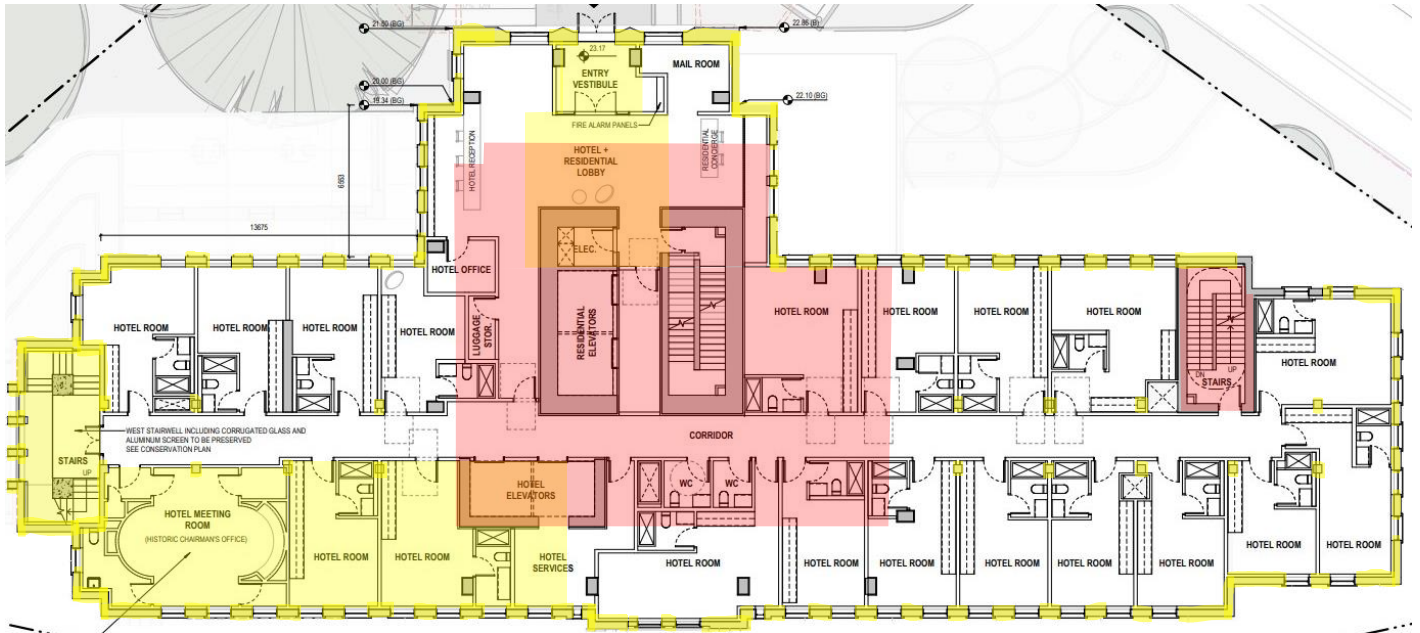 21.50 (BG)
22.86 (B)
23.17
ENTRY
VESTIBULE
MAIL ROOM
20.00 (BG)
19.34 (BG)
22.10 (BG)
FIRE ALARM PANELS
HOTEL RECEPTION
HOTEL +
RESIDENTIAL
LOBBY
RESIDENTIAL
CONCIERGE
6553
13675
ELEC.
HOTEL OFFICE
LUGGAGE
STOR.
RESIDENTIAL
ELEVATORS
HOTEL ROOM
HOTEL ROOM
HOTEL ROOM
HOTEL ROOM
HOTEL ROOM
HOTEL ROOM
HOTEL ROOM
HOTEL ROOM
HOTEL ROOM
DN
UP
STAIRS
WEST STAIRWELL INCLUDING CORRUGATED GLASS AND
ALUMINUM SCREEN TO BE PRESERVED
SEE CONSERVATION PLAN
CORRIDOR
STAIRS
UP
HOTEL
ELEVATORS
WC
WC
HOTEL MEETING
ROOM
(HISTORIC CHAIRMAN'S OFFICE)
HOTEL ROOM
HOTEL ROOM
HOTEL
SERVICES
HOTEL ROOM
HOTEL ROOM
HOTEL ROOM
HOTEL ROOM
HOTEL ROOM
HOTEL ROOM
HOTEL ROOM
HOTEL ROOM